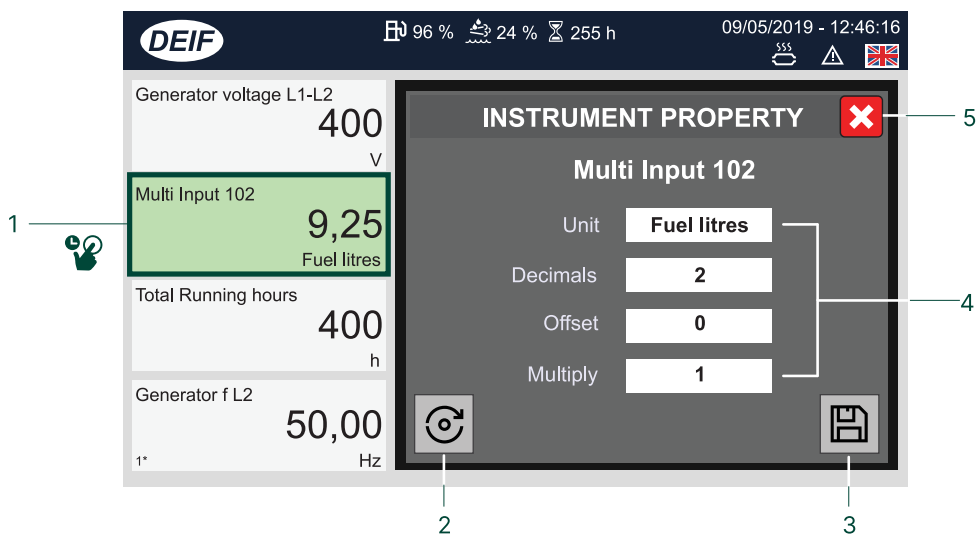 DEIF
96 % 24 % 255 h
09/05/2019 - 12:46:16
Generator voltage L1-L2
400
V
Multi Input 102
9,25
Fuel litres
Total Running hours
400
h
Generator f L2
50,00
1*
Hz
INSTRUMENT PROPERTY
Multi Input 102
Unit Fuel litres
Decimals 2
Offset 0
Multiply 1
1
2
3
4
5